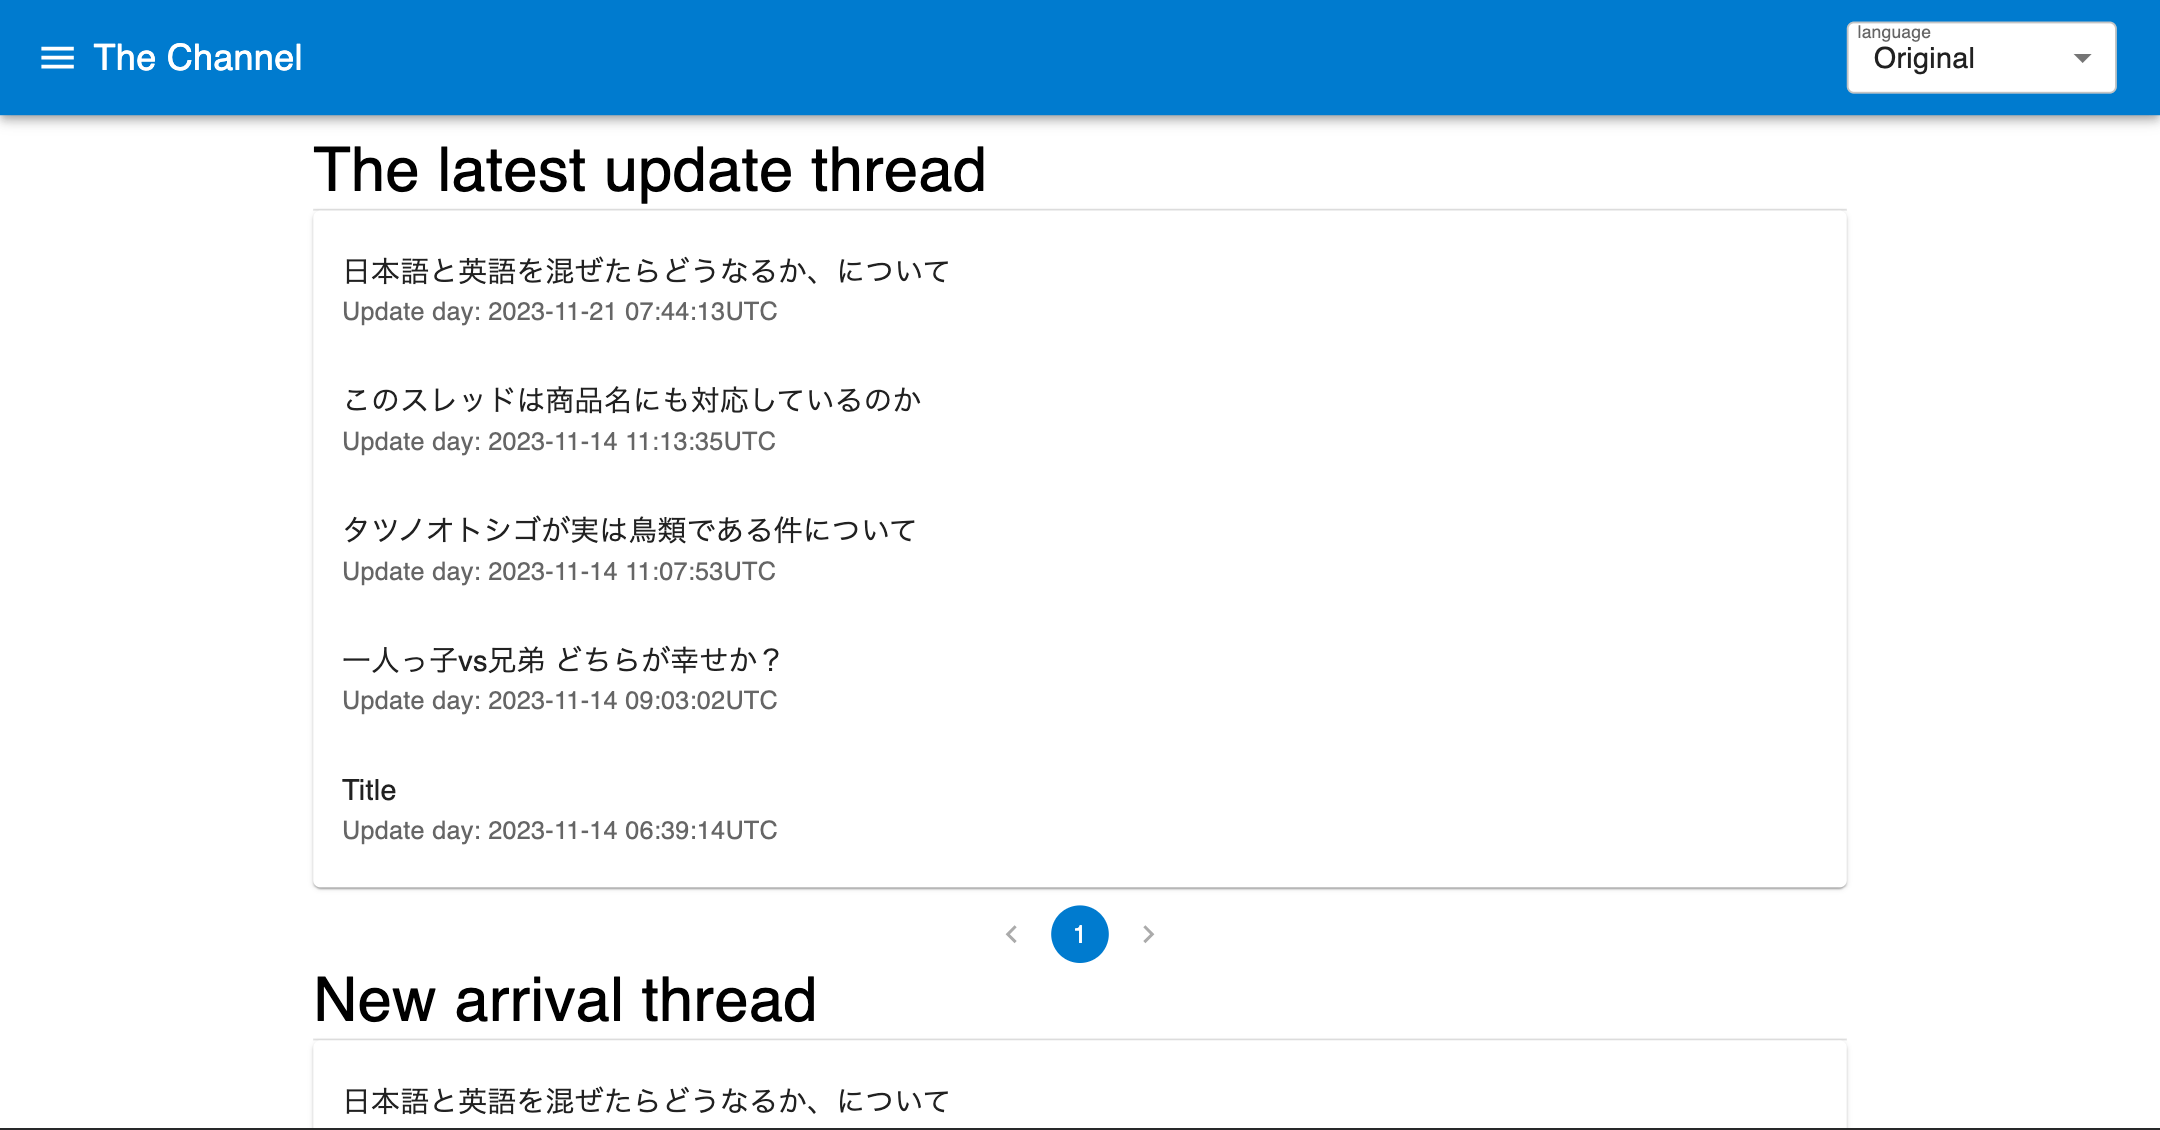 The Channel
language
Original
The latest update thread
日本語と英語を混ぜたらどうなるか、について
Update day: 2023-11-21 07:44:13UTC
このスレッドは商品名にも対応しているのか
Update day: 2023-11-14 11:13:35UTC
タツノオトシゴが実は鳥類である件について
Update day: 2023-11-14 11:07:53UTC
一人っ子vs兄弟 どちらが幸せか？
Update day: 2023-11-14 09:03:02UTC
Title
Update day: 2023-11-14 06:39:14UTC
1
New arrival thread
日本語と英語を混ぜたらどうなるか、について